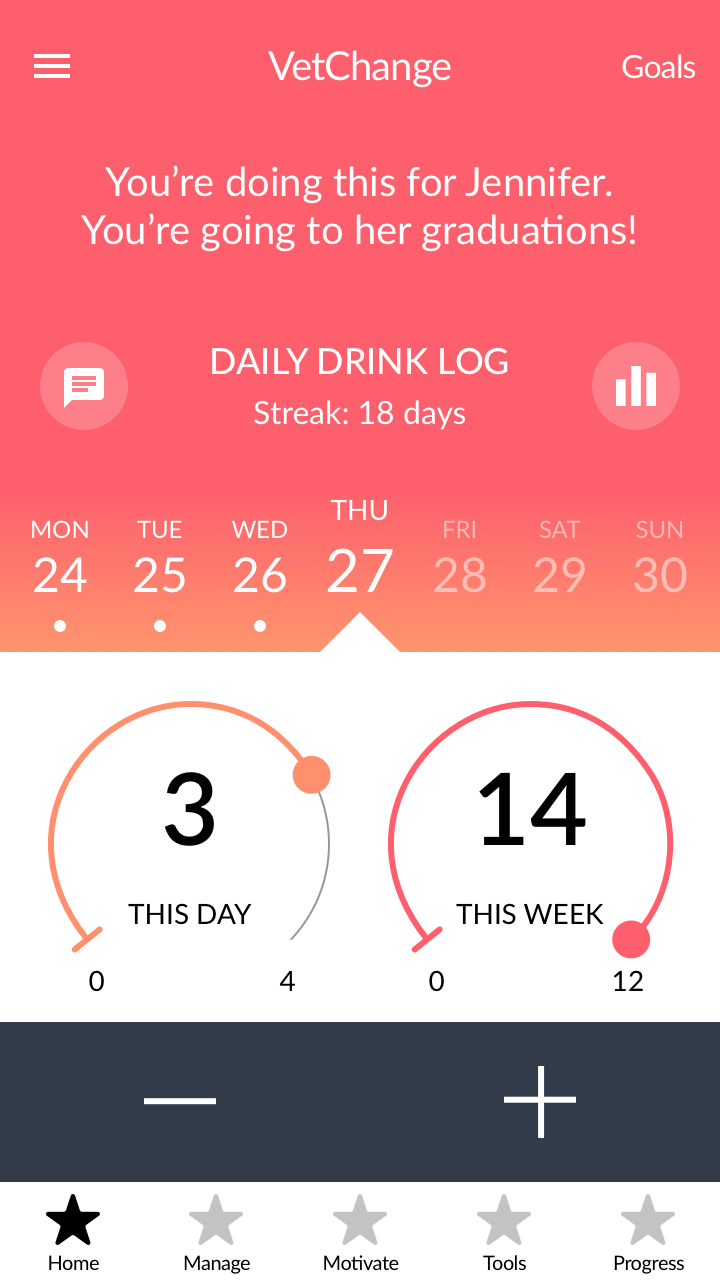 VetChange
Goals
You’re doing this for Jennifer.
You’re going to her graduations!
DAILY DRINK LOG
Streak: 18 days
MON TUE WED THU FRI SAT SUN
24 25 26 27 28 29 30
3
THIS DAY
0 4
14
THIS WEEK
0 12
Home Manage Motivate Tools Progress